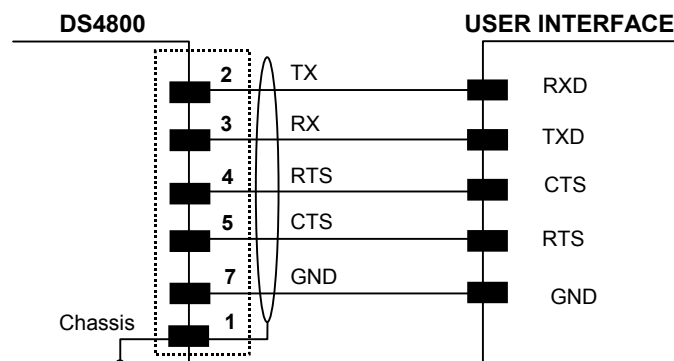 DS4800 USER INTERFACE
2 TX RXD
3 RX TXD
4 RTS CTS
5 CTS RTS
7 GND GND
Chassis 1